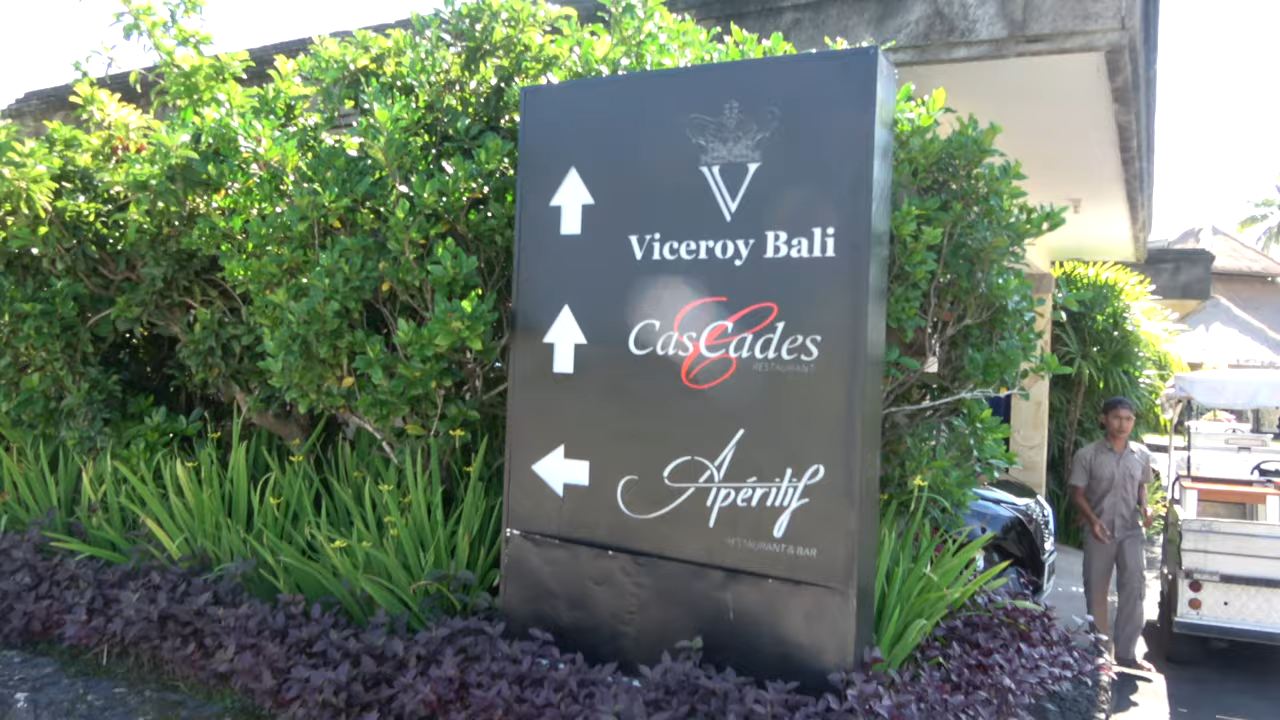 V
Viceroy Bali
CasCades
RESTAURANT
Apéritif
RESTAURANT & BAR